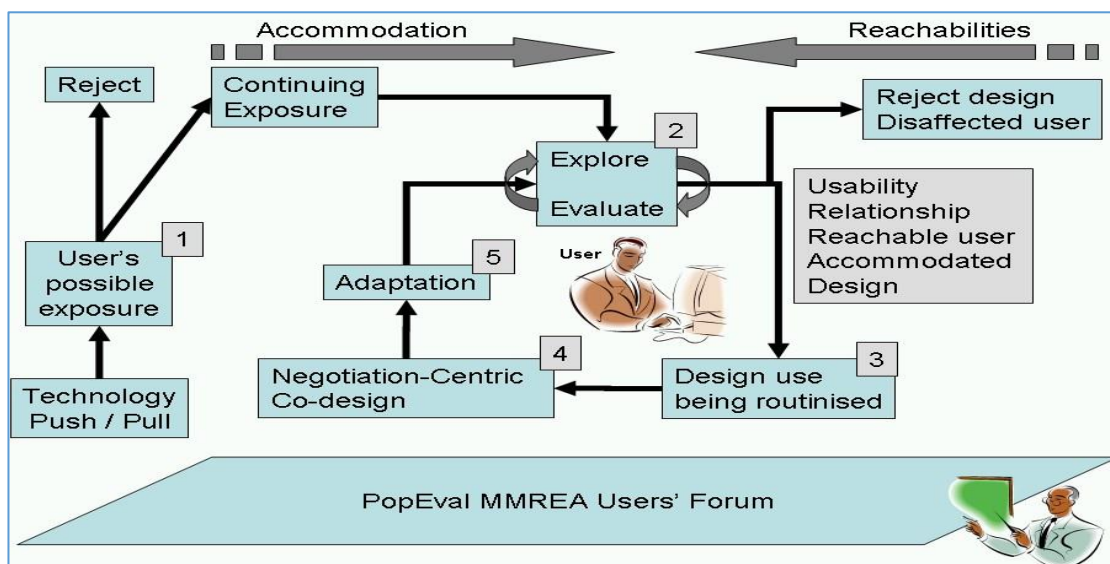 Accommodation
Reachabilities
Reject
Continuing
Exposure
Reject design
Disaffected user
2
Explore
Evaluate
Usability
Relationship
Reachable user
Accommodated
Design
1
User's
possible
exposure
User
5
Adaptation
4
Negotiation-Centric
Co-design
3
Design use
being routinised
Technology
Push / Pull
PopEval MMREA Users' Forum